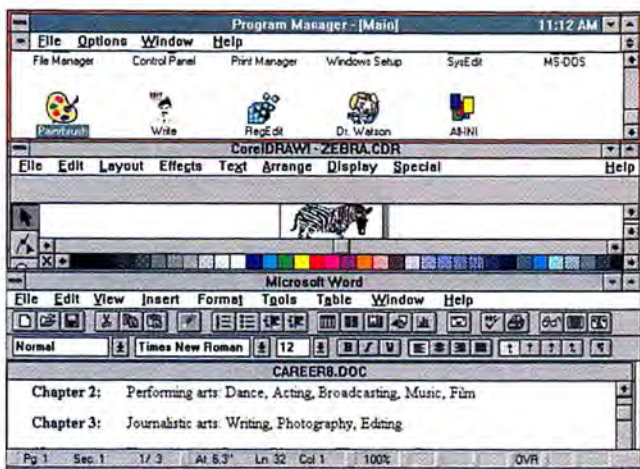 Program Manager - [Main] 11:12 AM
File Options Window Help
File Manager Control Panel Print Manager Windows Setup SysEdit MS-DOS
Paintbrush Write RegEdit Dr. Watson All-INI
CorelDRAW! - ZEBRA.CDR
File Edit Layout Effects Text Arrange Display Special Help
Microsoft Word
File Edit View Insert Format Tools Table Window Help
Normal Times New Roman 12 B I U
CAREER8.DOC
Chapter 2: Performing arts: Dance, Acting, Broadcasting, Music, Film
Chapter 3: Journalistic arts: Writing, Photography, Editing
Pg 1 Sec 1 1/3 At 6.3" Ln 32 Col 1 100% OVR